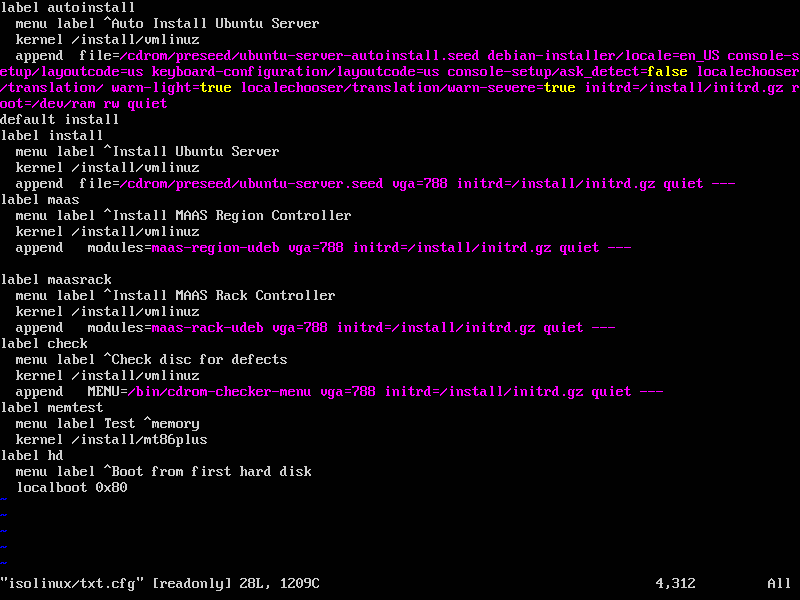 label autoinstall
  menu label ^Auto Install Ubuntu Server
  kernel /install/vmlinuz
  append  file=/cdrom/preseed/ubuntu-server-autoinstall.seed debian-installer/locale=en_US console-s
etup/layoutcode=us keyboard-configuration/layoutcode=us console-setup/ask_detect=false localechooser
/translation/ warn-light=true localechooser/translation/warn-severe=true initrd=/install/initrd.gz r
oot=/dev/ram rw quiet
default install
label install
  menu label ^Install Ubuntu Server
  kernel /install/vmlinuz
  append  file=/cdrom/preseed/ubuntu-server.seed vga=788 initrd=/install/initrd.gz quiet ---
label maas
  menu label ^Install MAAS Region Controller
  kernel /install/vmlinuz
  append   modules=maas-region-udeb vga=788 initrd=/install/initrd.gz quiet ---

label maasrack
  menu label ^Install MAAS Rack Controller
  kernel /install/vmlinuz
  append   modules=maas-rack-udeb vga=788 initrd=/install/initrd.gz quiet ---
label check
  menu label ^Check disc for defects
  kernel /install/vmlinuz
  append   MENU=/bin/cdrom-checker-menu vga=788 initrd=/install/initrd.gz quiet ---
label memtest
  menu label Test ^memory
  kernel /install/mt86plus
label hd
  menu label ^Boot from first hard disk
  localboot 0x80
~
~
~
~
~
"isolinux/txt.cfg" [readonly] 28L, 1209C 4,312 All